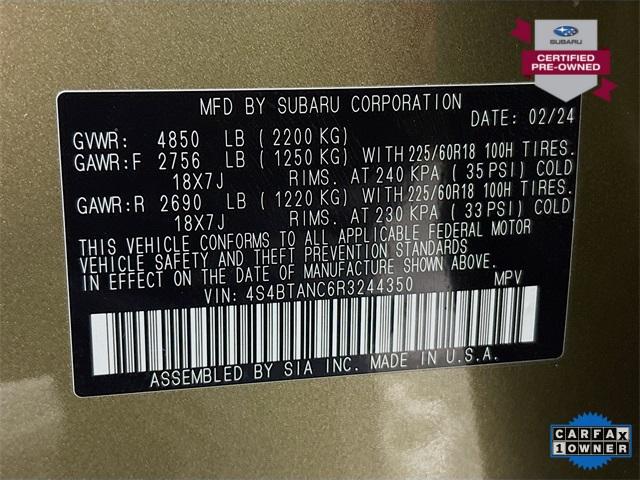 SUBARU
CERTIFIED
PRE-OWNED
MFD BY SUBARU CORPORATION
DATE: 02/24
GVWR: 4850 LB (2200 KG)
GAWR:F 2756 LB (1250 KG) WITH 225/60R18 100H TIRES.
18X7J RIMS. AT 240 KPA (35 PSI) COLD
GAWR:R 2690 LB (1220 KG) WITH 225/60R18 100H TIRES.
18X7J RIMS. AT 230 KPA (33 PSI) COLD
THIS VEHICLE CONFORMS TO ALL APPLICABLE FEDERAL MOTOR
VEHICLE SAFETY AND THEFT PREVENTION STANDARDS
IN EFFECT ON THE DATE OF MANUFACTURE SHOWN ABOVE.
VIN: 4S4BTANC6R3244350 MPV
ASSEMBLED BY SIA INC. MADE IN U.S.A.
CARFAX
1 OWNER